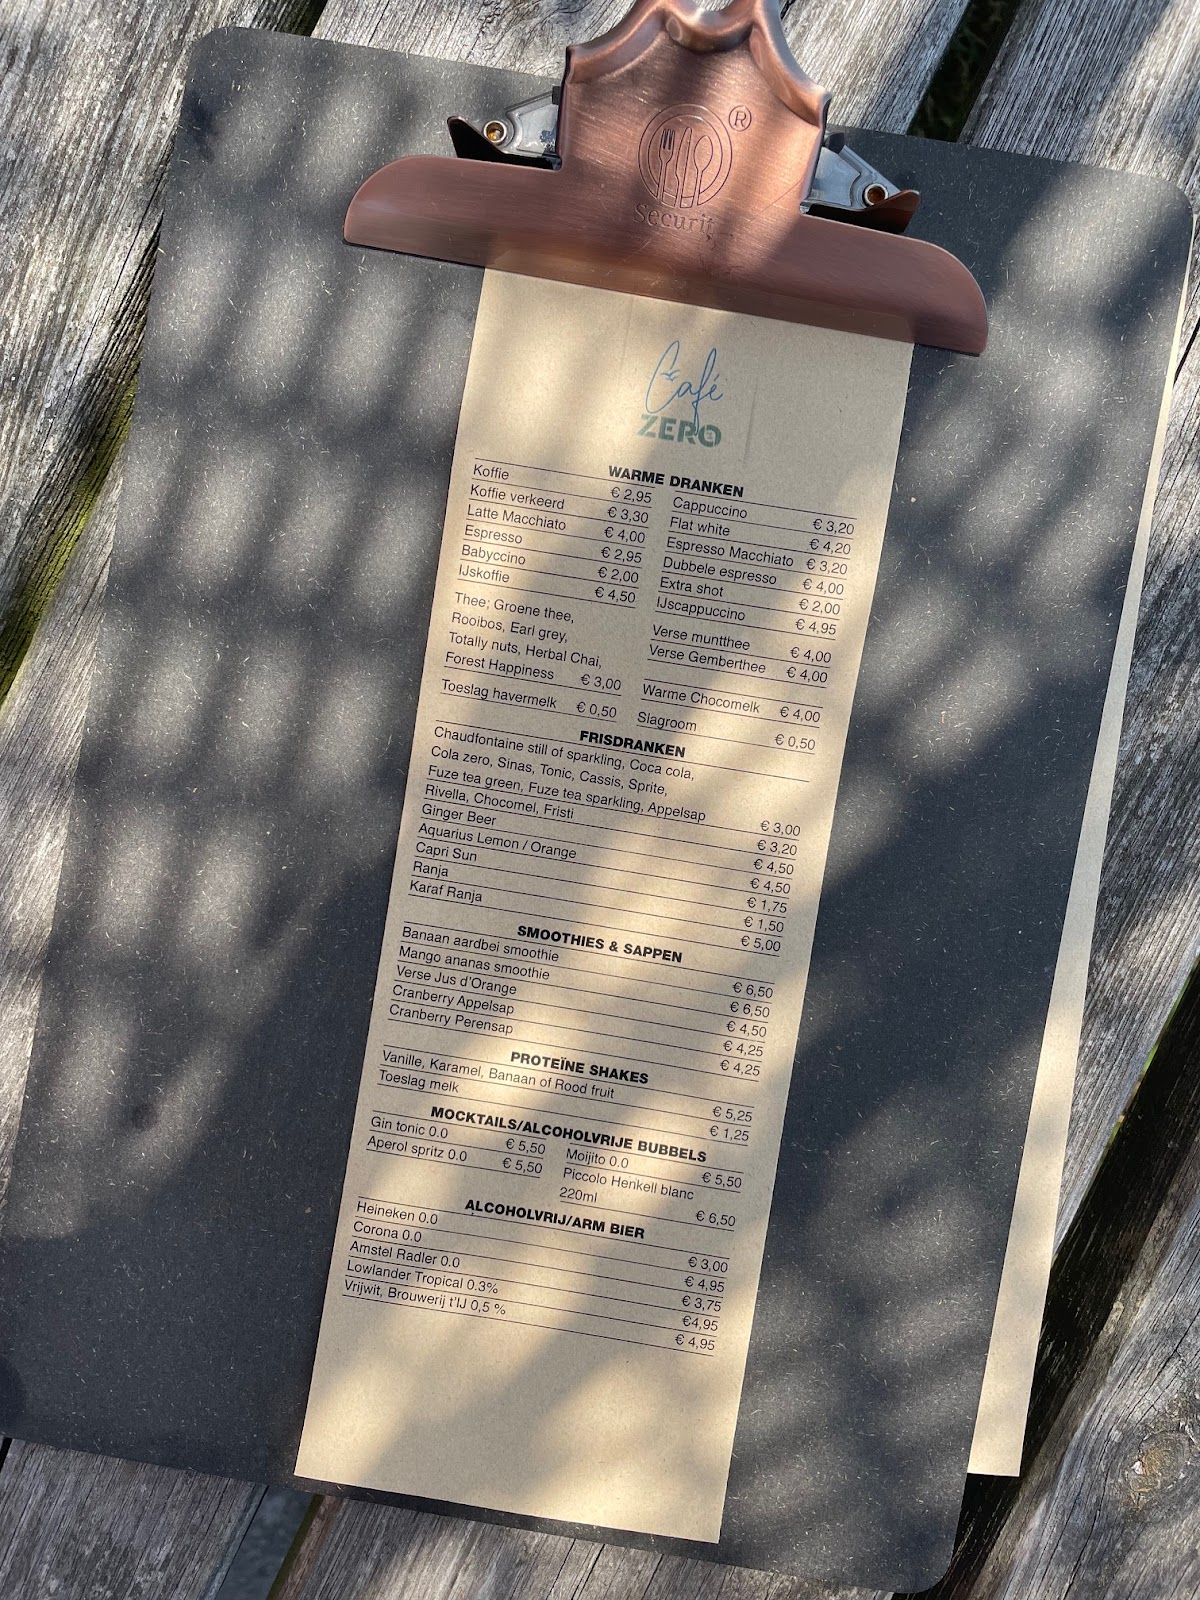 ®
Securit
Café
ZERO
WARME DRANKEN
Koffie € 2,95
Koffie verkeerd € 3,30
Latte Macchiato € 4,00
Espresso € 2,95
Babyccino € 2,00
IJskoffie € 4,50
Thee; Groene thee,
Rooibos, Earl grey,
Totally nuts, Herbal Chai,
Forest Happiness € 3,00
Toeslag havermelk € 0,50
Cappuccino € 3,20
Flat white € 4,20
Espresso Macchiato € 3,20
Dubbele espresso € 4,00
Extra shot € 2,00
IJscappuccino € 4,95
Verse muntthee € 4,00
Verse Gemberthee € 4,00
Warme Chocomelk € 4,00
Slagroom € 0,50
FRISDRANKEN
Chaudfontaine still of sparkling, Coca cola,
Cola zero, Sinas, Tonic, Cassis, Sprite,
Fuze tea green, Fuze tea sparkling, Appelsap € 3,00
Rivella, Chocomel, Fristi € 3,20
Ginger Beer € 4,50
Aquarius Lemon / Orange € 4,50
Capri Sun € 1,75
Ranja € 1,50
Karaf Ranja € 5,00
SMOOTHIES & SAPPEN
Banaan aardbei smoothie € 6,50
Mango ananas smoothie € 6,50
Verse Jus d'Orange € 4,50
Cranberry Appelsap € 4,25
Cranberry Perensap € 4,25
PROTEÏNE SHAKES
Vanille, Karamel, Banaan of Rood fruit € 5,25
Toeslag melk € 1,25
MOCKTAILS/ALCOHOLVRIJE BUBBELS
Gin tonic 0.0 € 5,50
Aperol spritz 0.0 € 5,50
Moijito 0.0 € 5,50
Piccolo Henkell blanc
220ml € 6,50
ALCOHOLVRIJ/ARM BIER
Heineken 0.0 € 3,00
Corona 0.0 € 4,95
Amstel Radler 0.0 € 3,75
Lowlander Tropical 0.3% €4,95
Vrijwit, Brouwerij t'IJ 0,5 % € 4,95